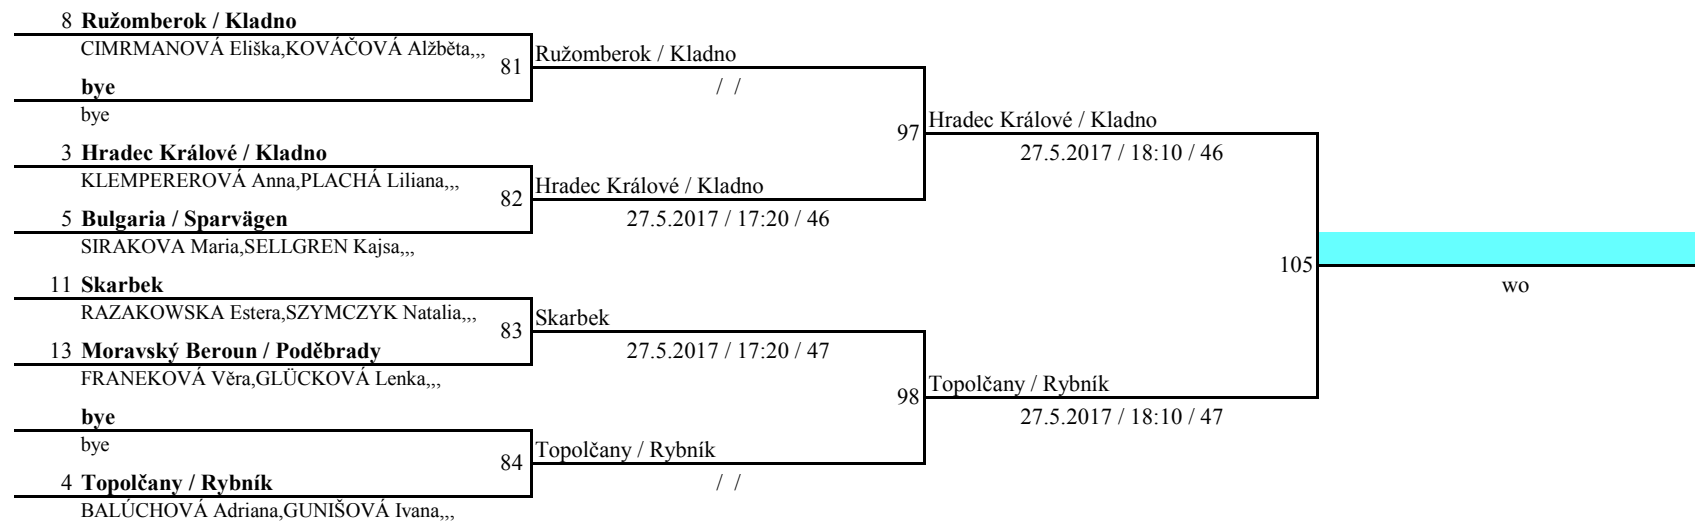 8 Ružomberok / Kladno
CIMRMANOVÁ Eliška,KOVÁČOVÁ Alžběta,,,
81 Ružomberok / Kladno
bye
/ /
bye
97 Hradec Králové / Kladno
3 Hradec Králové / Kladno
27.5.2017 / 18:10 / 46
KLEMPEREROVÁ Anna,PLACHÁ Liliana,,,
82 Hradec Králové / Kladno
5 Bulgaria / Sparvägen
27.5.2017 / 17:20 / 46
SIRAKOVA Maria,SELLGREN Kajsa,,,
105
11 Skarbek
wo
RAZAKOWSKA Estera,SZYMCZYK Natalia,,,
83 Skarbek
13 Moravský Beroun / Poděbrady
27.5.2017 / 17:20 / 47
FRANEKOVÁ Věra,GLÜCKOVÁ Lenka,,,
98 Topolčany / Rybník
bye
27.5.2017 / 18:10 / 47
bye
84 Topolčany / Rybník
4 Topolčany / Rybník
/ /
BALÚCHOVÁ Adriana,GUNIŠOVÁ Ivana,,,